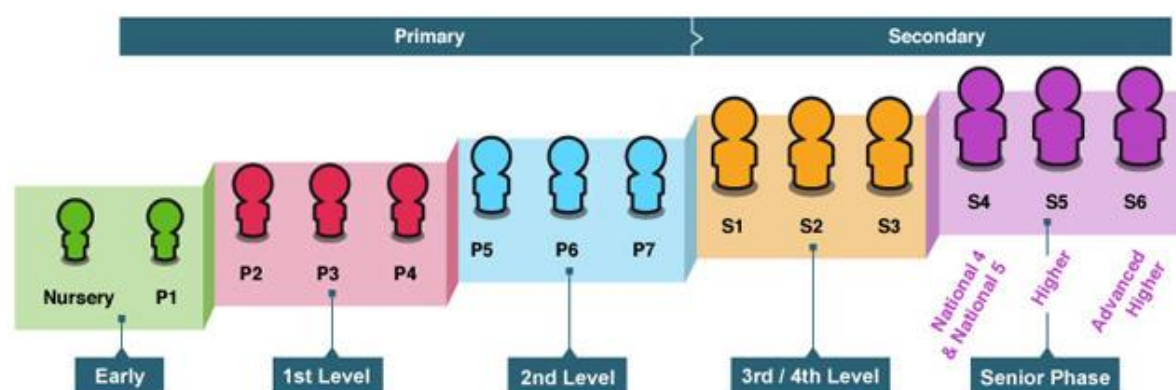 Primary
Secondary
Nursery
P1
P2
P3
P4
P5
P6
P7
S1
S2
S3
S4
S5
S6
National 4
& National 5
Higher
Advanced
Higher
Early
1st Level
2nd Level
3rd / 4th Level
Senior Phase